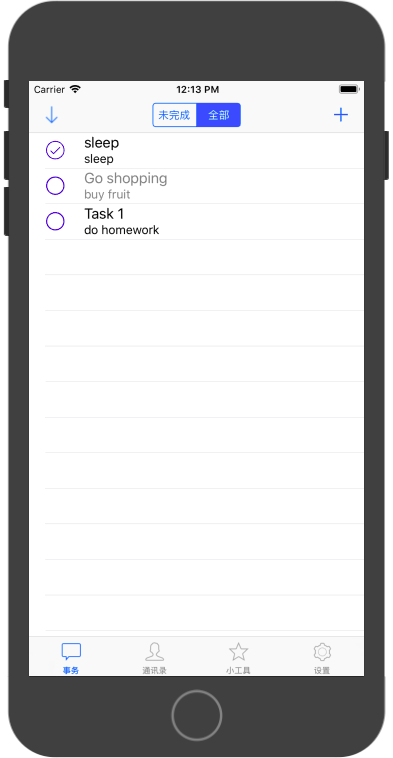 Carrier 12:13 PM
未完成 全部
sleep
sleep
Go shopping
buy fruit
Task 1
do homework
事务 通讯录 小工具 设置